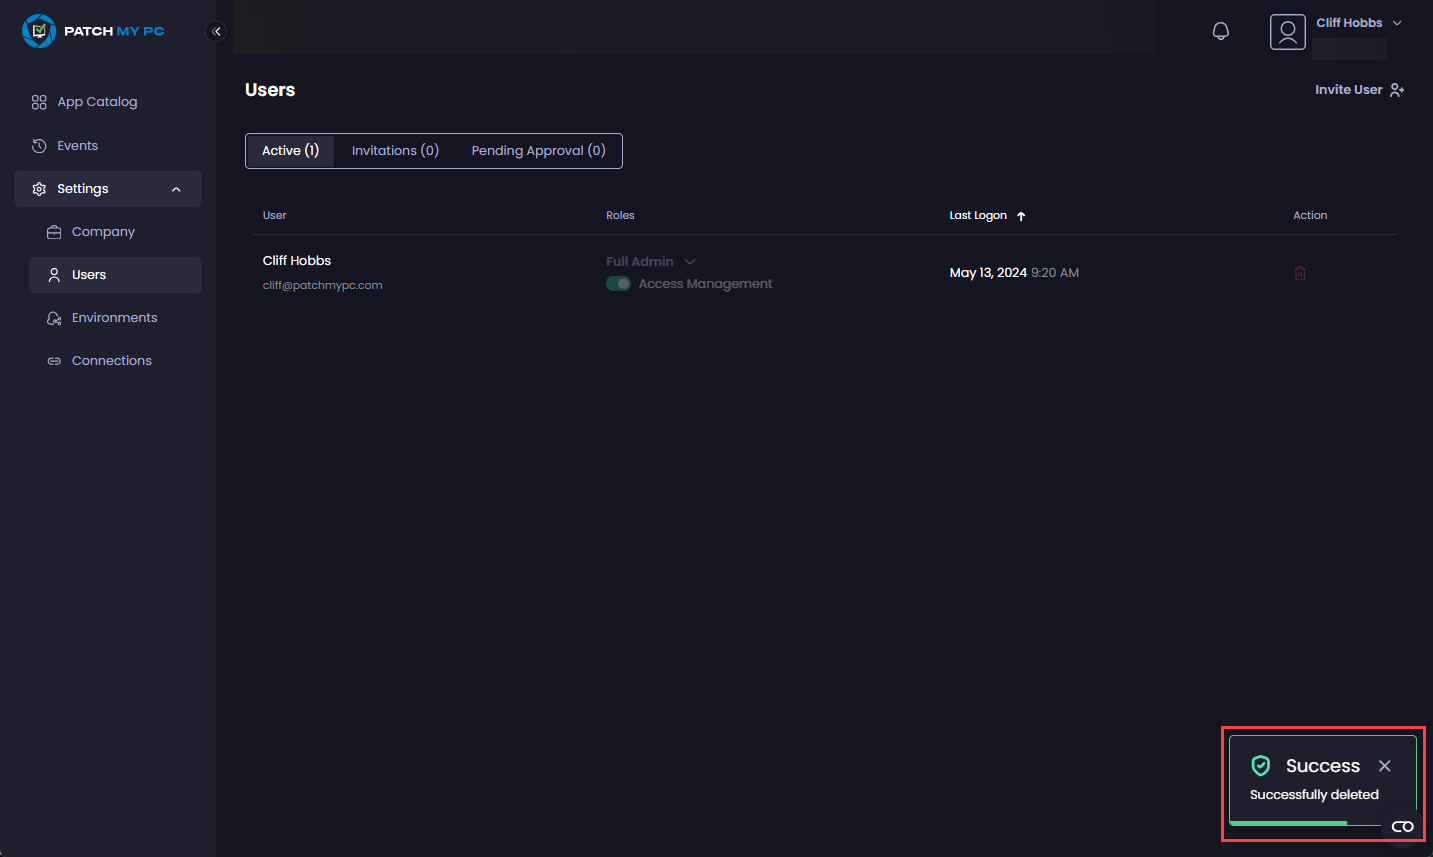 PATCH MY PC
Cliff Hobbs
App Catalog
Events
Settings
Company
Users
Environments
Connections
Users
Invite User
Active (1)
Invitations (0)
Pending Approval (0)
User
Roles
Last Logon
Action
Cliff Hobbs
cliff@patchmypc.com
Full Admin
Access Management
May 13, 2024 9:20 AM
Success
Successfully deleted